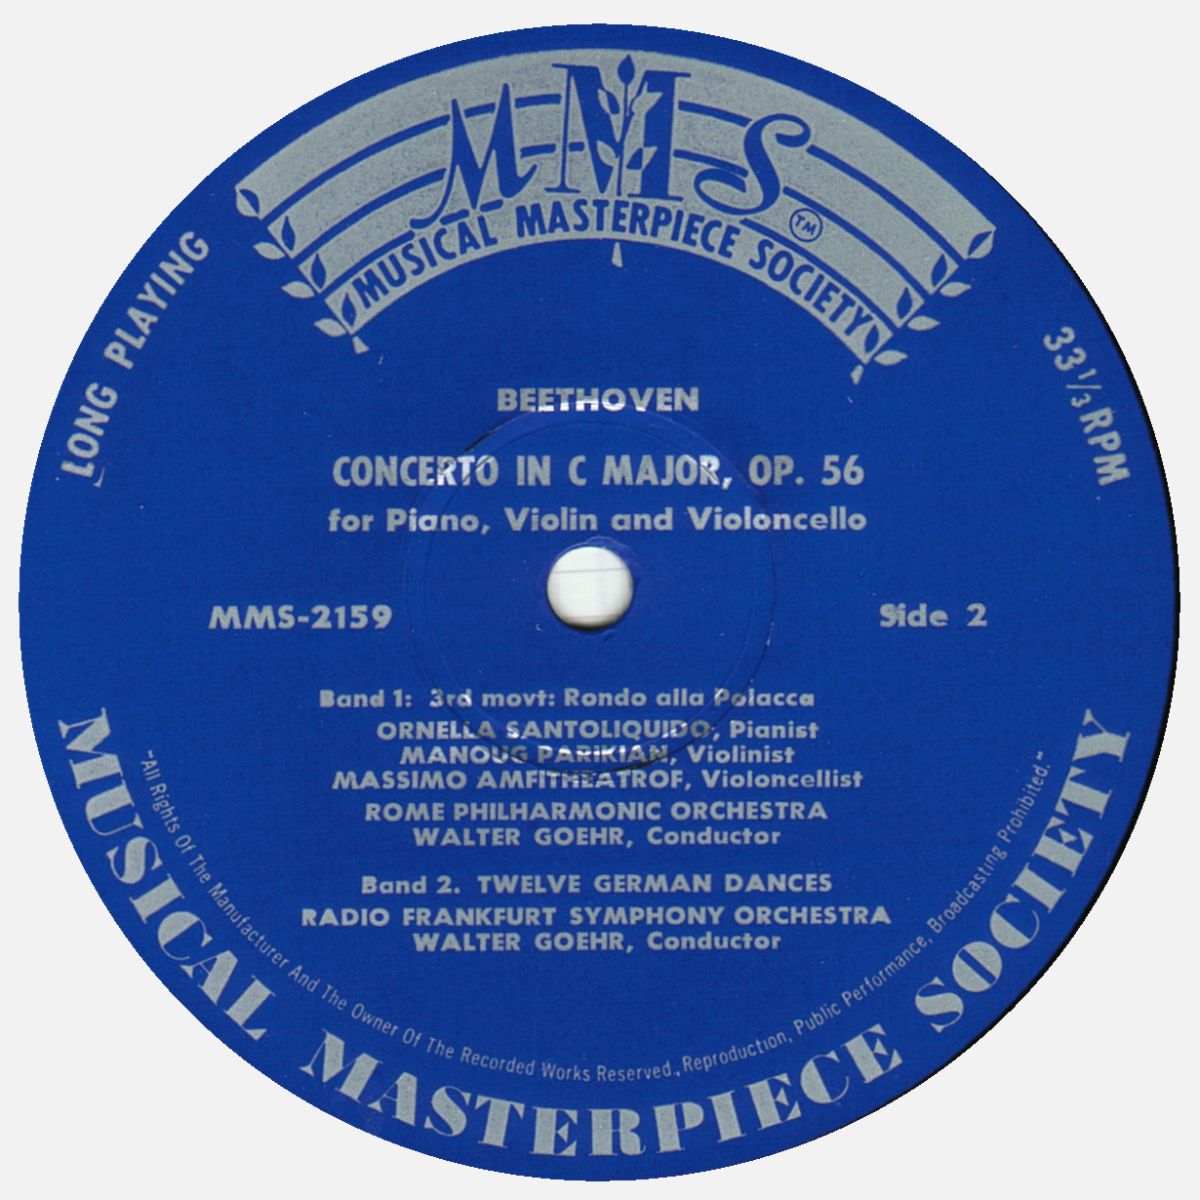 MMS
MUSICAL MASTERPIECE SOCIETY
TM
LONG PLAYING
33 1/3 RPM
BEETHOVEN
CONCERTO IN C MAJOR, OP. 56
for Piano, Violin and Violoncello
MMS-2159
Side 2
Band 1: 3rd movt: Rondo alla Polacca
ORNELLA SANTOLIQUIDO, Pianist
MANOUG PARIKIAN, Violinist
MASSIMO AMFITHEATROF, Violoncellist
ROME PHILHARMONIC ORCHESTRA
WALTER GOEHR, Conductor
Band 2. TWELVE GERMAN DANCES
RADIO FRANKFURT SYMPHONY ORCHESTRA
WALTER GOEHR, Conductor
"All Rights Of The Manufacturer And The Owner Of The Recorded Works Reserved., Reproduction, Public Performance, Broadcasting Prohibited."
MUSICAL MASTERPIECE SOCIETY